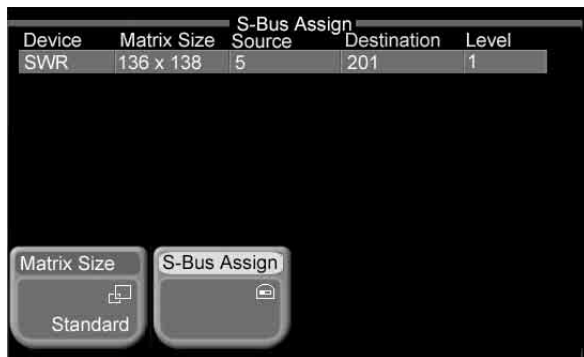 S-Bus Assign
Device Matrix Size Source Destination Level
SWR 136 x 138 5 201 1
Matrix Size S-Bus Assign
Standard